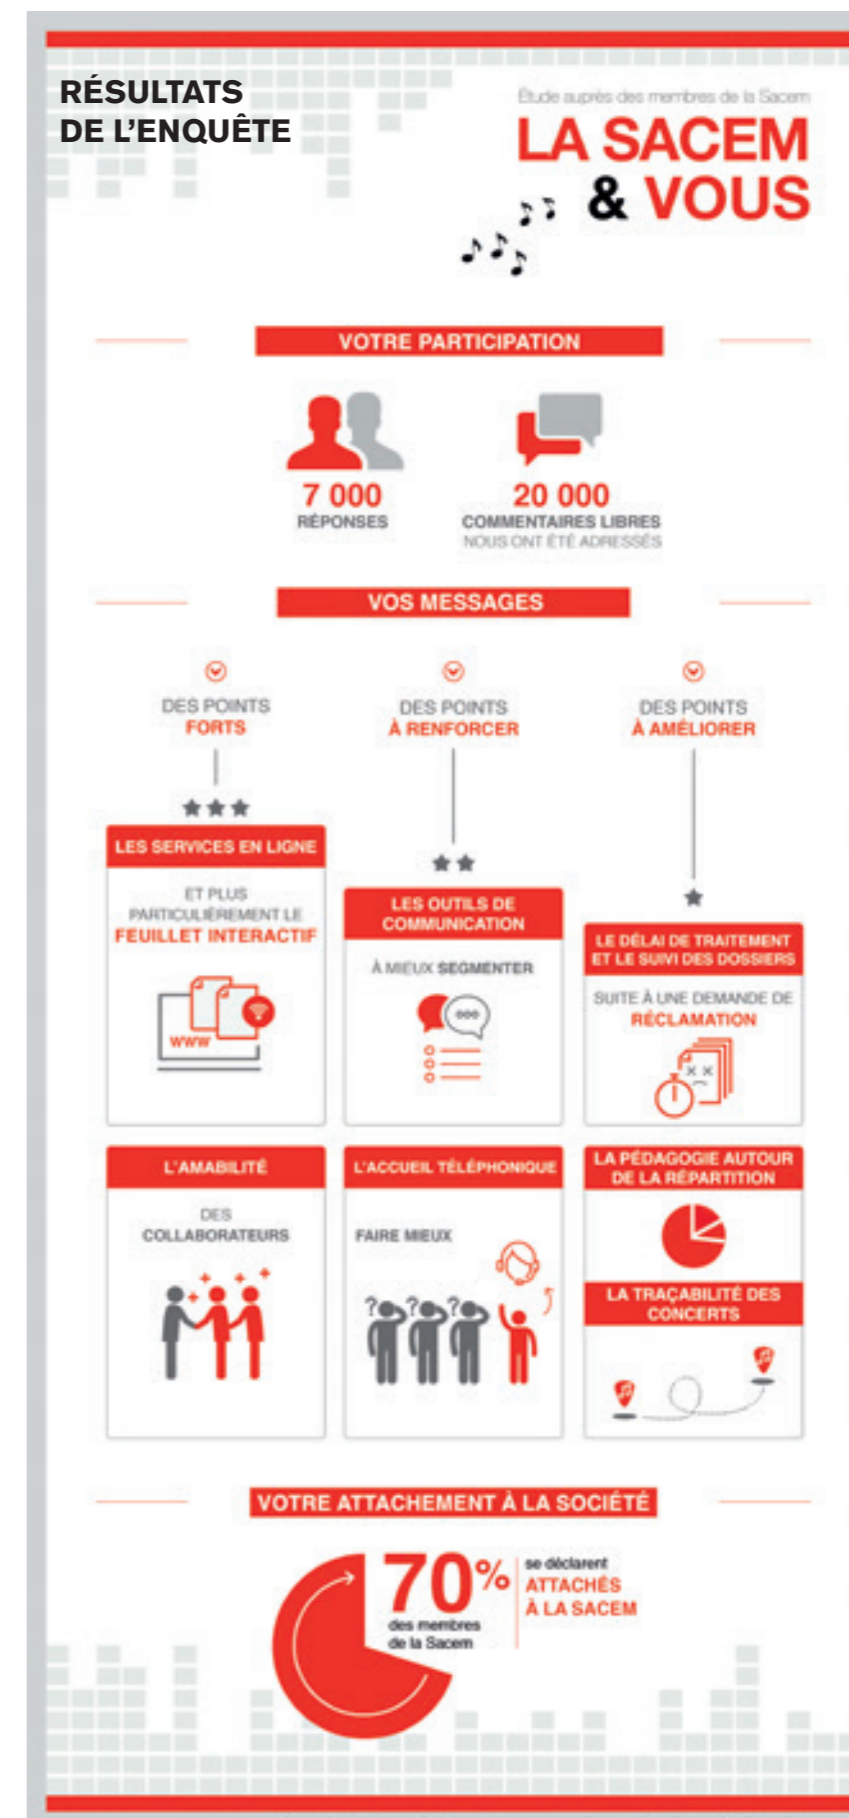 RÉSULTATS
DE L'ENQUÊTE
Étude auprès des membres de la Sacem
LA SACEM
& VOUS
VOTRE PARTICIPATION
7 000
RÉPONSES
20 000
COMMENTAIRES LIBRES
NOUS ONT ÉTÉ ADRESSÉS
VOS MESSAGES
DES POINTS
FORTS
LES SERVICES EN LIGNE
ET PLUS
PARTICULIÈREMENT LE
FEUILLET INTERACTIF
www
L'AMABILITÉ
DES
COLLABORATEURS
DES POINTS
À RENFORCER
LES OUTILS DE
COMMUNICATION
À MIEUX SEGMENTER
L'ACCUEIL TÉLÉPHONIQUE
FAIRE MIEUX
? ? ?
DES POINTS
À AMÉLIORER
LE DÉLAI DE TRAITEMENT
ET LE SUIVI DES DOSSIERS
SUITE À UNE DEMANDE DE
RÉCLAMATION
LA PÉDAGOGIE AUTOUR
DE LA RÉPARTITION
LA TRAÇABILITÉ DES
CONCERTS
VOTRE ATTACHEMENT À LA SOCIÉTÉ
70%
des membres
de la Sacem
se déclarent
ATTACHÉS
À LA SACEM